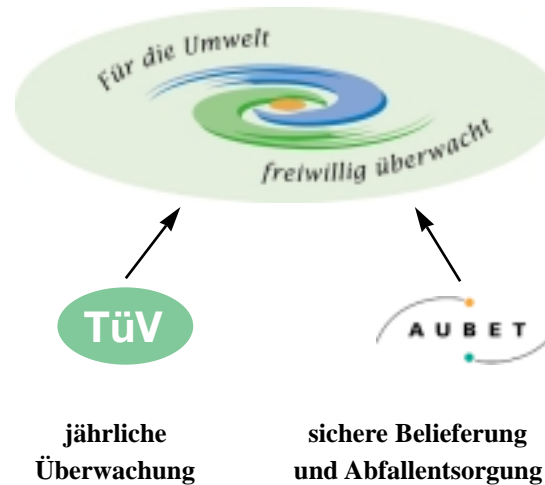 Für die Umwelt
freiwillig überwacht
TüV
AUBET
jährliche
Überwachung
sichere Belieferung
und Abfallentsorgung